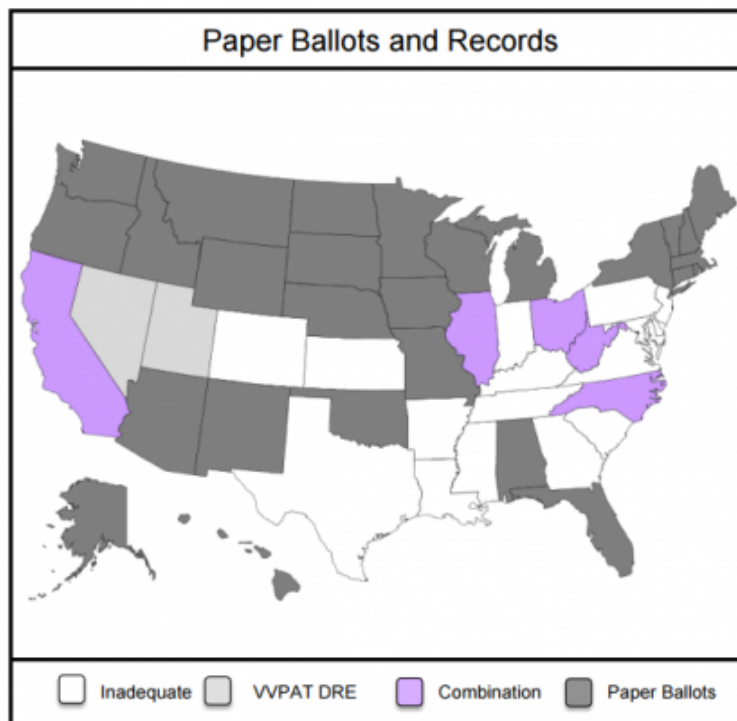 Paper Ballots and Records
Inadequate VVPAT DRE Combination Paper Ballots